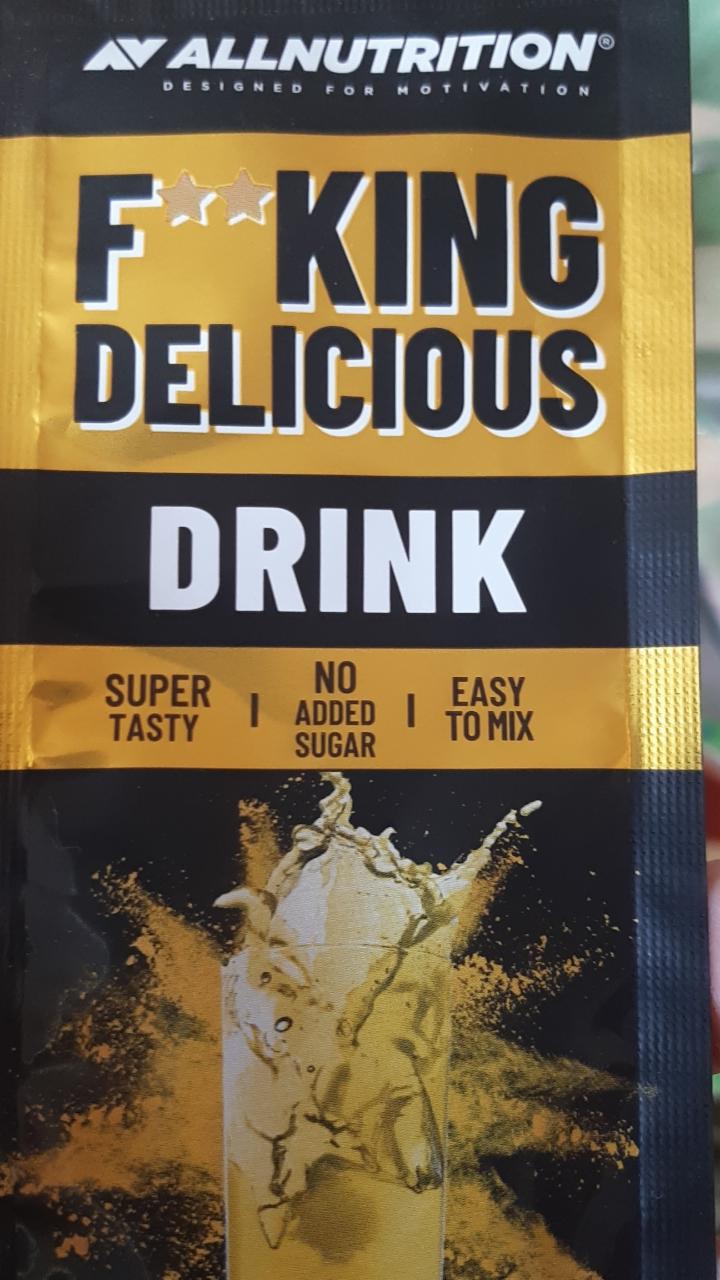 ALLNUTRITION®
DESIGNED FOR MOTIVATION
F**KING
DELICIOUS
DRINK
SUPER
TASTY
NO
ADDED
SUGAR
EASY
TO MIX